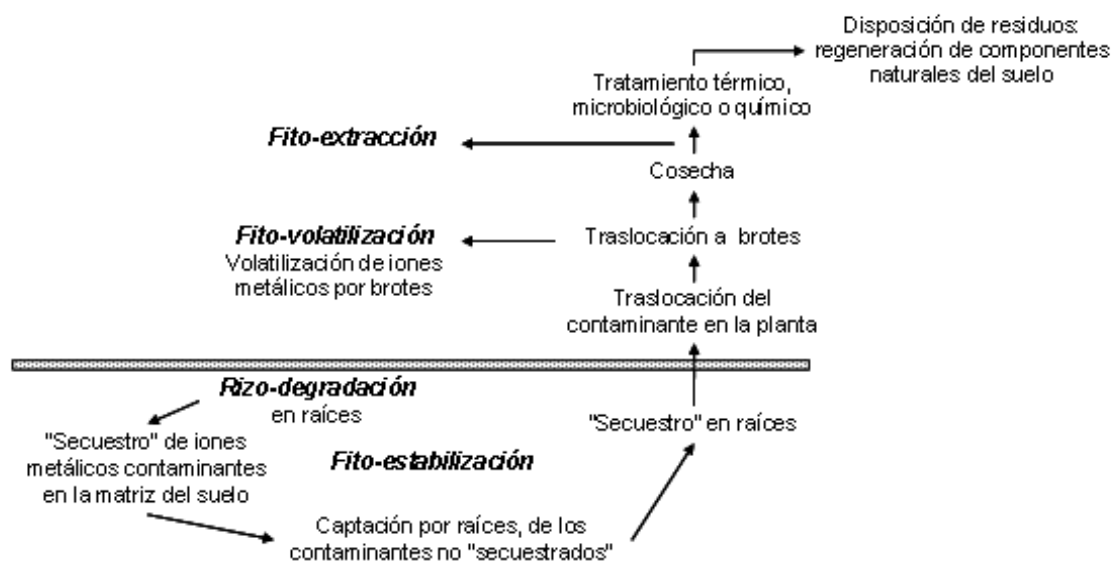 Disposición de residuos:
regeneración de componentes
naturales del suelo
Tratamiento térmico,
microbiológico o químico
Fito-extracción
Cosecha
Fito-volatilización
Volatilización de iones
metálicos por brotes
Traslocación a brotes
Traslocación del
contaminante en la planta
Rizo-degradación
en raíces
"Secuestro" en raíces
"Secuestro" de iones
metálicos contaminantes
en la matriz del suelo
Fito-estabilización
Captación por raíces, de los
contaminantes no "secuestrados"